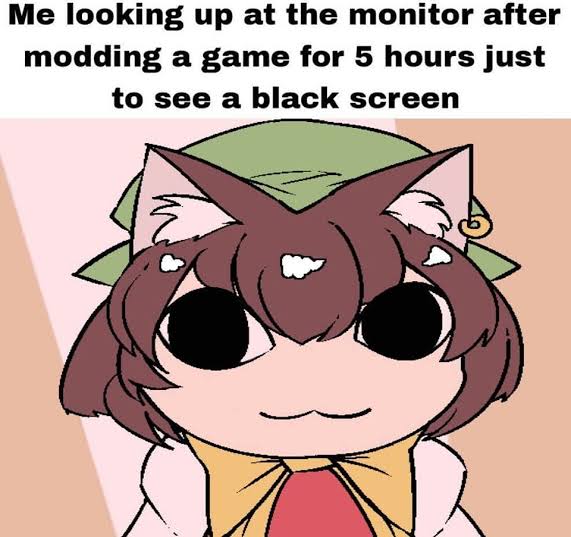 Me looking up at the monitor after
modding a game for 5 hours just
to see a black screen